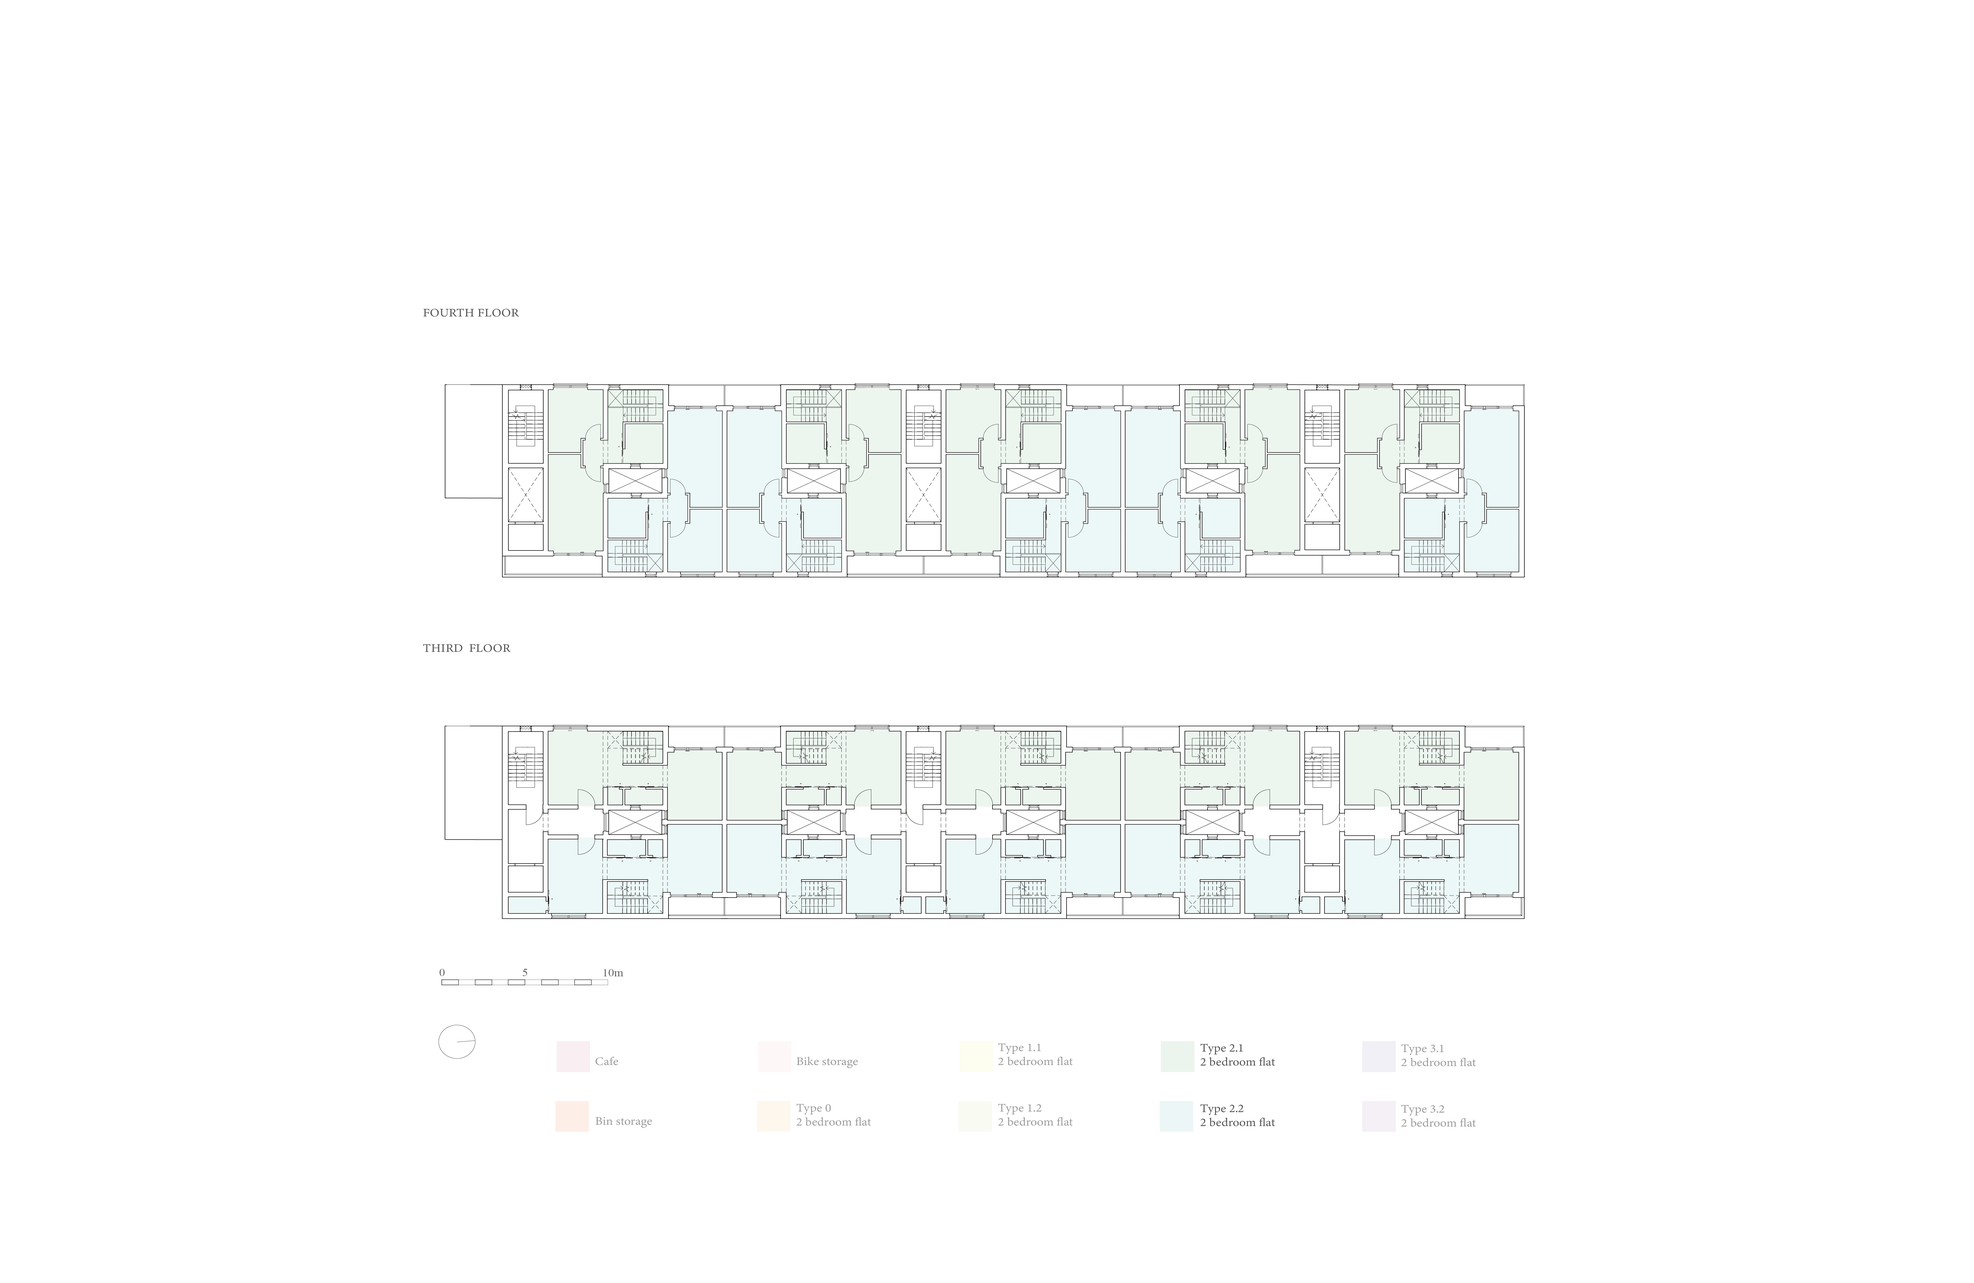 FOURTH FLOOR
THIRD FLOOR
0 5 10m
Cafe
Bike storage
Type 1.1
2 bedroom flat
Type 2.1
2 bedroom flat
Type 3.1
2 bedroom flat
Bin storage
Type 0
2 bedroom flat
Type 1.2
2 bedroom flat
Type 2.2
2 bedroom flat
Type 3.2
2 bedroom flat